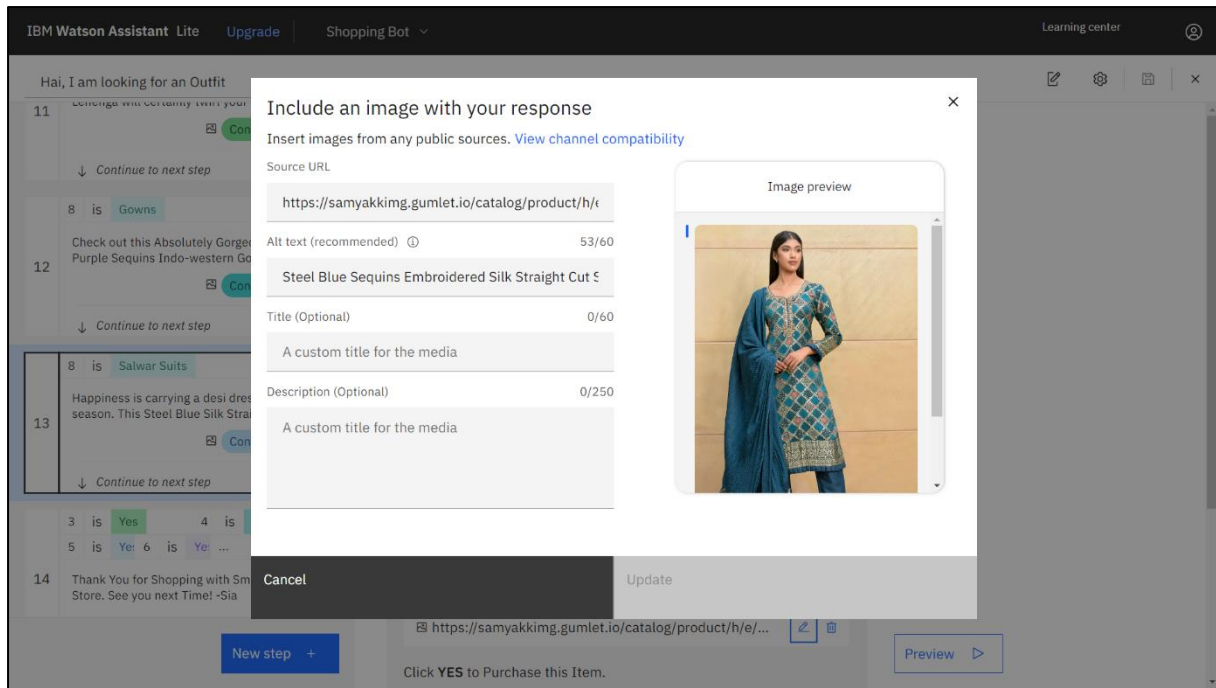 IBM Watson Assistant Lite Upgrade Shopping Bot Learning center
Hai, I am looking for an Outfit
11
Con
Continue to next step
8 is Gowns
Check out this Absolutely Gorge
Purple Sequins Indo-western Go
12
Con
Continue to next step
8 is Salwar Suits
Happiness is carrying a desi dres
season. This Steel Blue Silk Stra
13
Con
Continue to next step
3 is Yes 4 is
5 is Yes 6 is Yes ...
14
Thank You for Shopping with Sm
Store. See you next Time! -Sia
New step +
Include an image with your response
Insert images from any public sources. View channel compatibility
Source URL
https://samyakkimg.gumlet.io/catalog/product/h/e
Alt text (recommended) 53/60
Steel Blue Sequins Embroidered Silk Straight Cut S
Title (Optional) 0/60
A custom title for the media
Description (Optional) 0/250
A custom title for the media
Image preview
Cancel Update
https://samyakkimg.gumlet.io/catalog/product/h/e/...
Click YES to Purchase this Item.
Preview